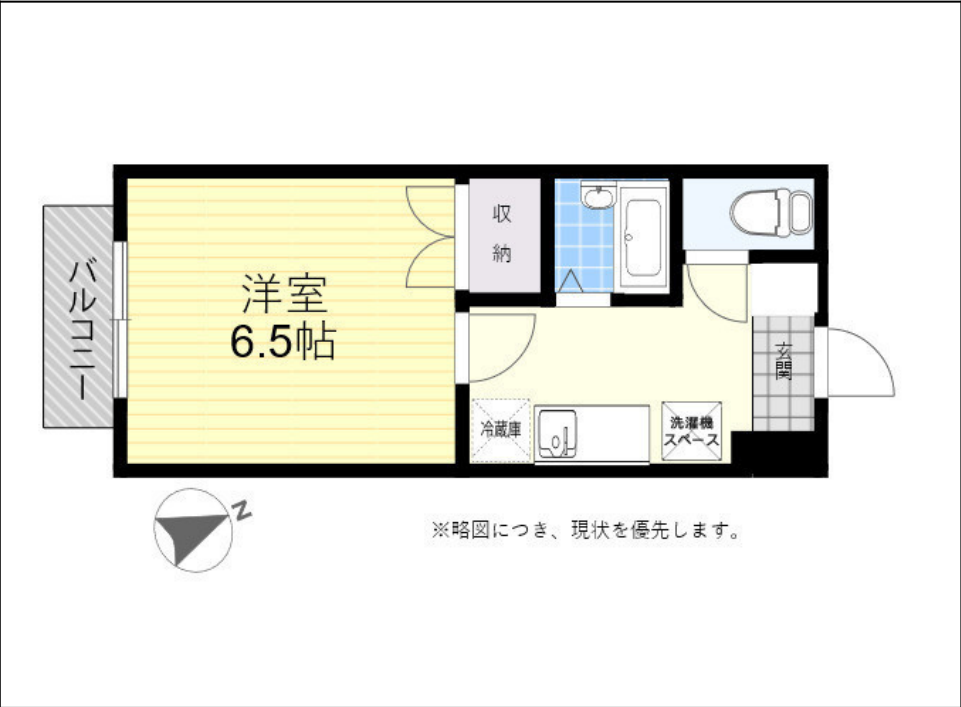 収納
洋室
6.5帖
バルコニー
玄関
冷蔵庫
洗濯機
スペース
N
※略図につき、現状を優先します。